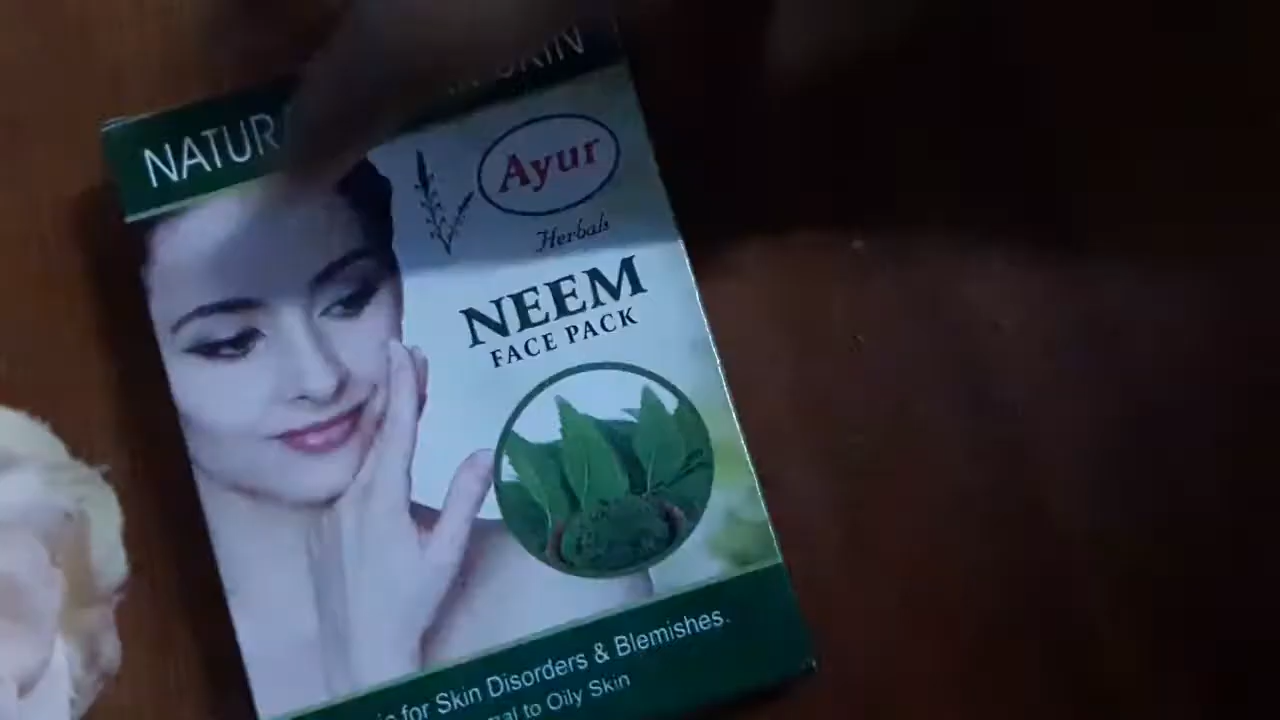 NATUR SKIN
Ayur
Herbals
NEEM
FACE PACK
for Skin Disorders & Blemishes.
to Oily Skin